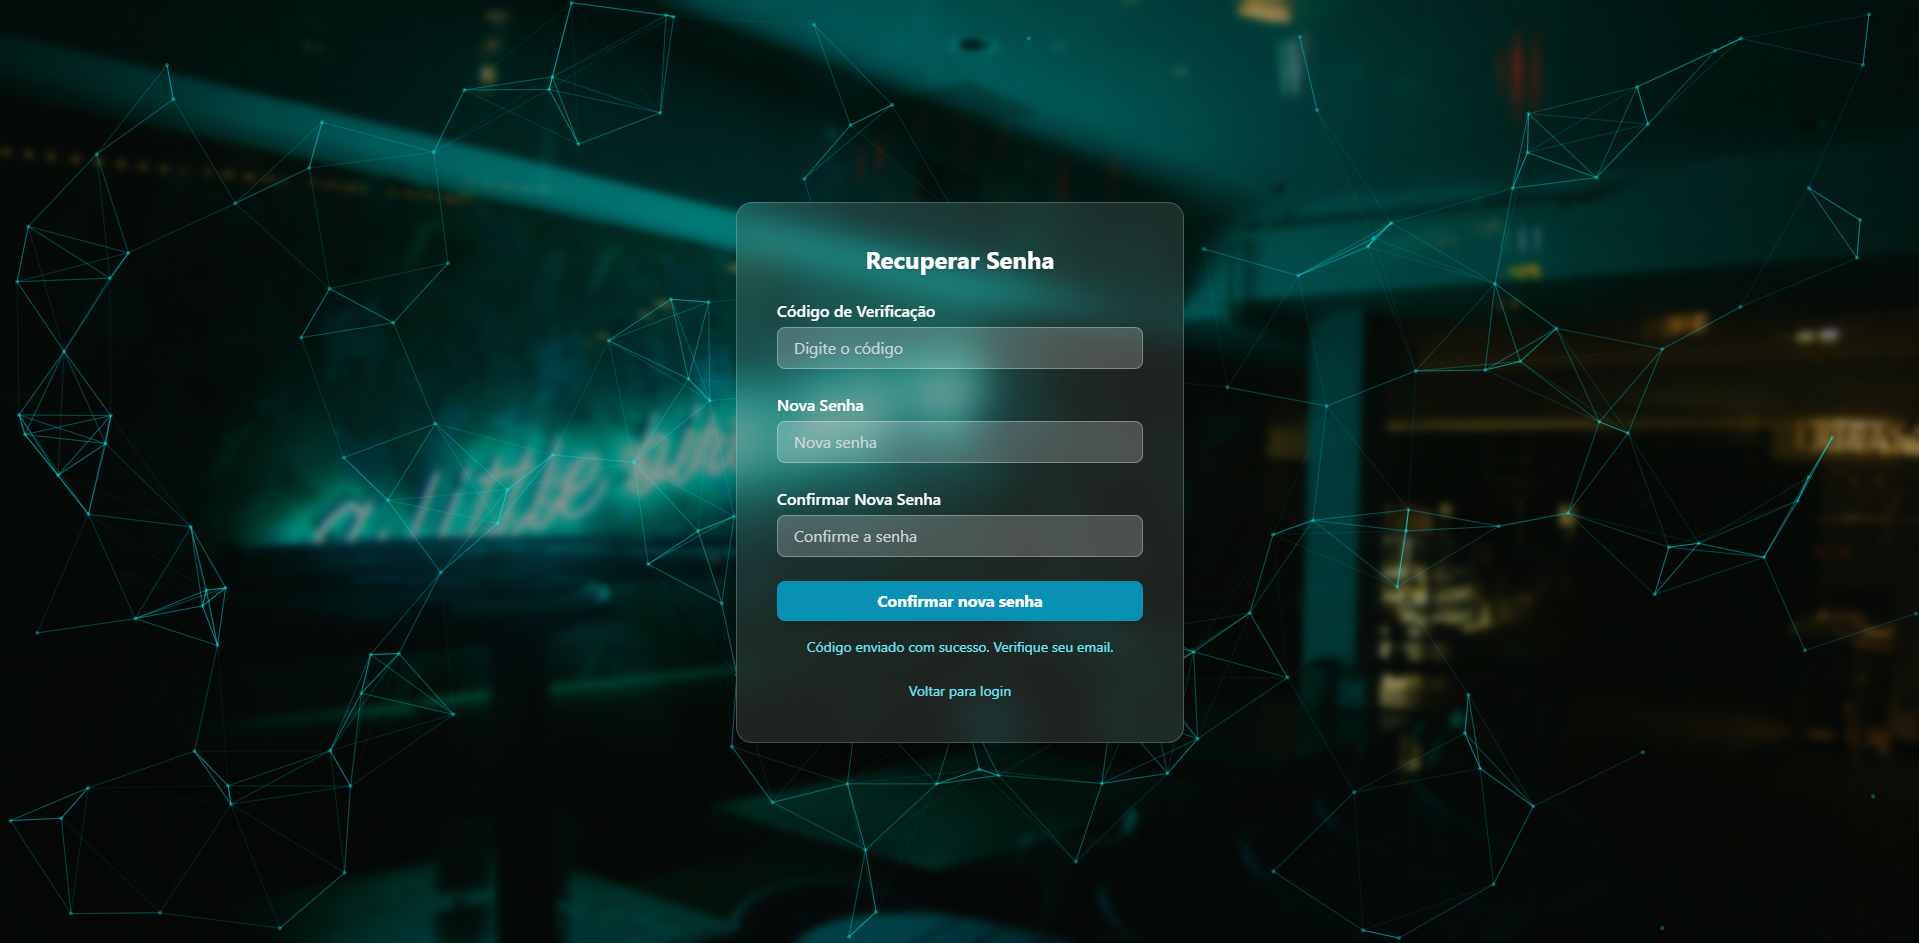 Recuperar Senha
Código de Verificação
Digite o código
Nova Senha
Nova senha
Confirmar Nova Senha
Confirme a senha
Confirmar nova senha
Código enviado com sucesso. Verifique seu email.
Voltar para login
a little